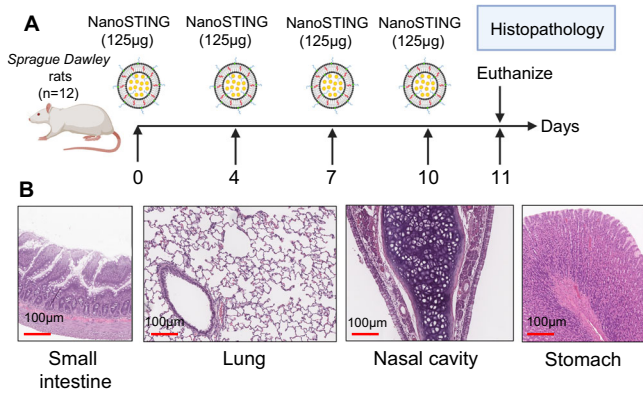 A
NanoSTING NanoSTING NanoSTING NanoSTING
(125µg) (125µg) (125µg) (125µg)
Histopathology
Sprague Dawley
rats
(n=12)
Euthanize
Days
0 4 7 10 11
B
100µm 100µm 100µm 100µm
Small
intestine
Lung
Nasal cavity
Stomach